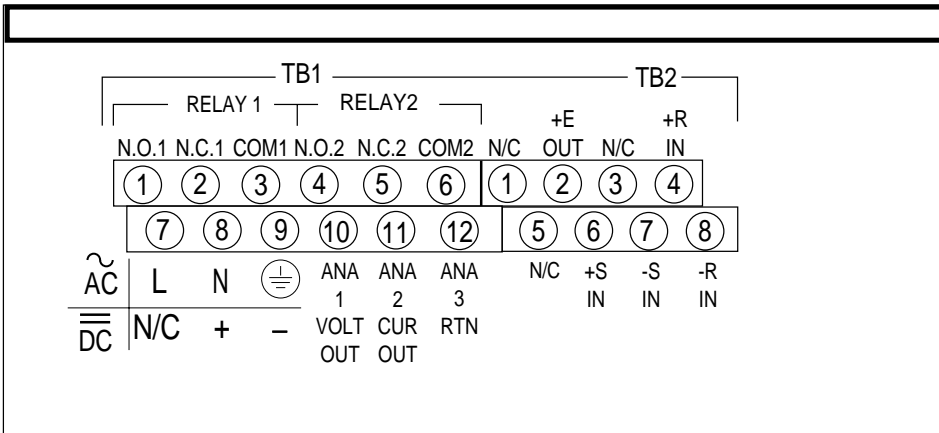 TB1 TB2
RELAY 1 RELAY2
+E +R
N.O.1 N.C.1 COM1 N.O.2 N.C.2 COM2 N/C OUT N/C IN
1 2 3 4 5 6 1 2 3 4
7 8 9 10 11 12 5 6 7 8
AC L N ANA ANA ANA N/C +S -S -R
1 2 3 IN IN IN
DC N/C + – VOLT CUR RTN
OUT OUT